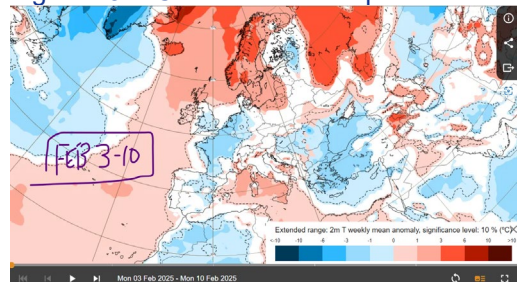 FEB 3-10
Extended range: 2m T weekly mean anomaly, significance level: 10 % (°C)
<-10 -10 -6 -3 -1 0 1 3 6 10 >10
Mon 03 Feb 2025 - Mon 10 Feb 2025